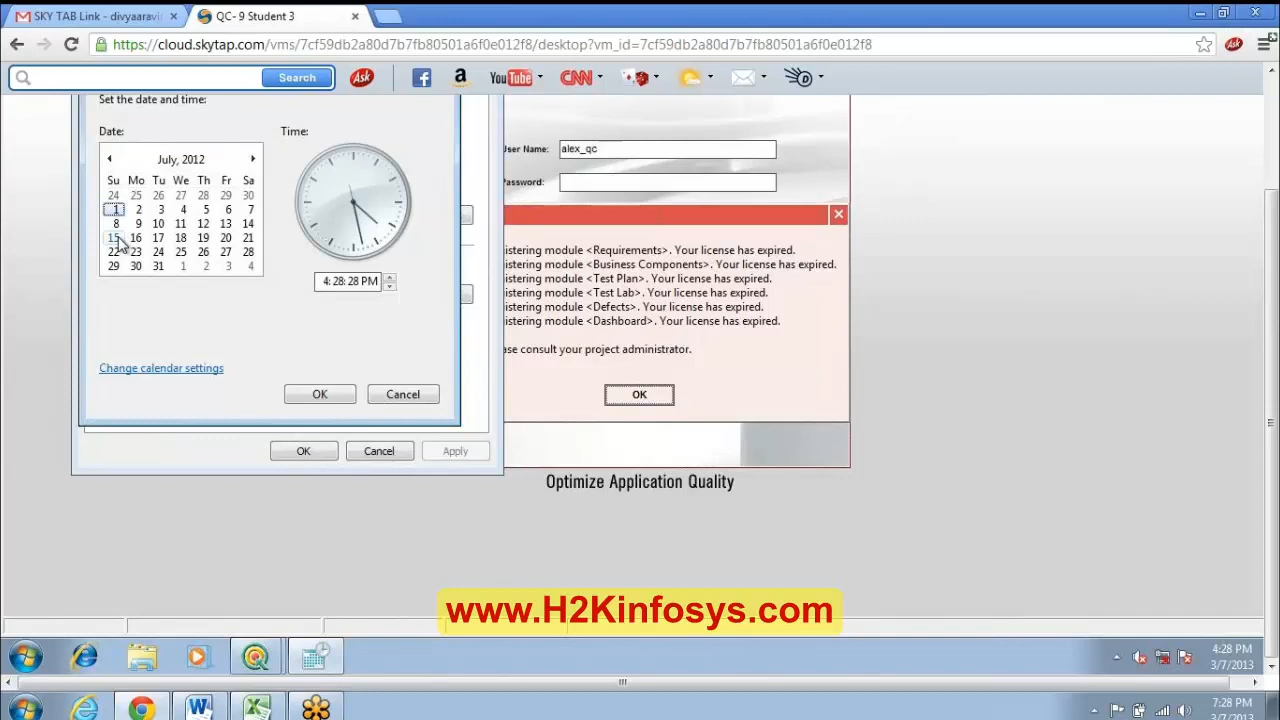 SKY TAB Link - divyaaravin
QC- 9 Student 3
https://cloud.skytap.com/vms/7cf59db2a80d7b7fb80501a6f0e012f8/desktop?vm_id=7cf59db2a80d7b7fb80501a6f0e012f8
Search
Ask
YouTube
CNN
Set the date and time:
Date:
Time:
July, 2012
Su Mo Tu We Th Fr Sa
24 25 26 27 28 29 30
1 2 3 4 5 6 7
8 9 10 11 12 13 14
15 16 17 18 19 20 21
22 23 24 25 26 27 28
29 30 31 1 2 3 4
4:28:28 PM
Change calendar settings
OK Cancel
OK Cancel Apply
User Name: alex_qc
Password:
istering module <Requirements>. Your license has expired.
istering module <Business Components>. Your license has expired.
istering module <Test Plan>. Your license has expired.
istering module <Test Lab>. Your license has expired.
istering module <Defects>. Your license has expired.
istering module <Dashboard>. Your license has expired.
ase consult your project administrator.
OK
Optimize Application Quality
www.H2Kinfosys.com
4:28 PM
3/7/2013
7:28 PM
3/7/2013